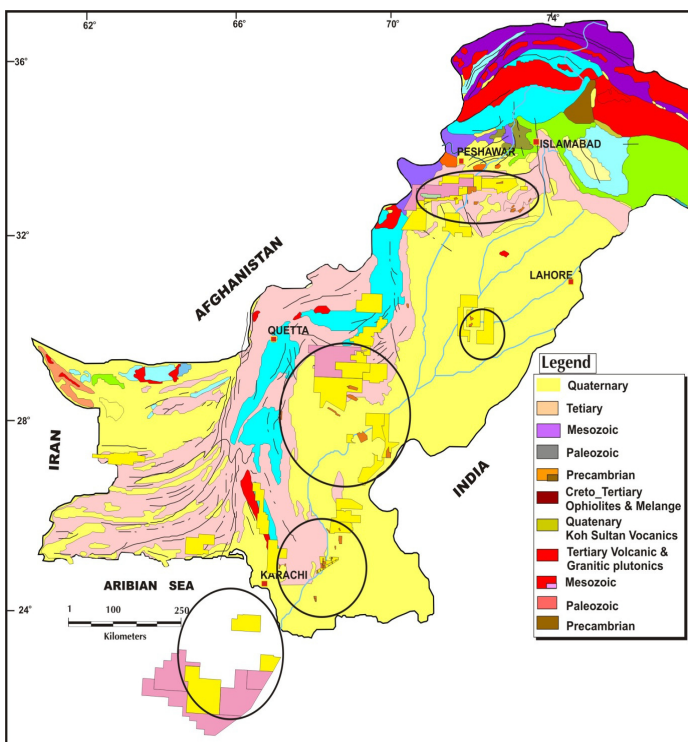 62°
66°
70°
74°
36°
PESHAWAR
ISLAMABAD
32°
AFGHANISTAN
LAHORE
QUETTA
Legend
Quaternary
Tetiary
Mesozoic
Paleozoic
Precambrian
Creto_Tertiary
Ophiolites & Melange
Quatenary
Koh Sultan Vocanics
Tertiary Volcanic &
Granitic plutonics
Mesozoic
Paleozoic
Precambrian
28°
IRAN
INDIA
KARACHI
ARIBIAN SEA
24°
1 100 250
Kilometers